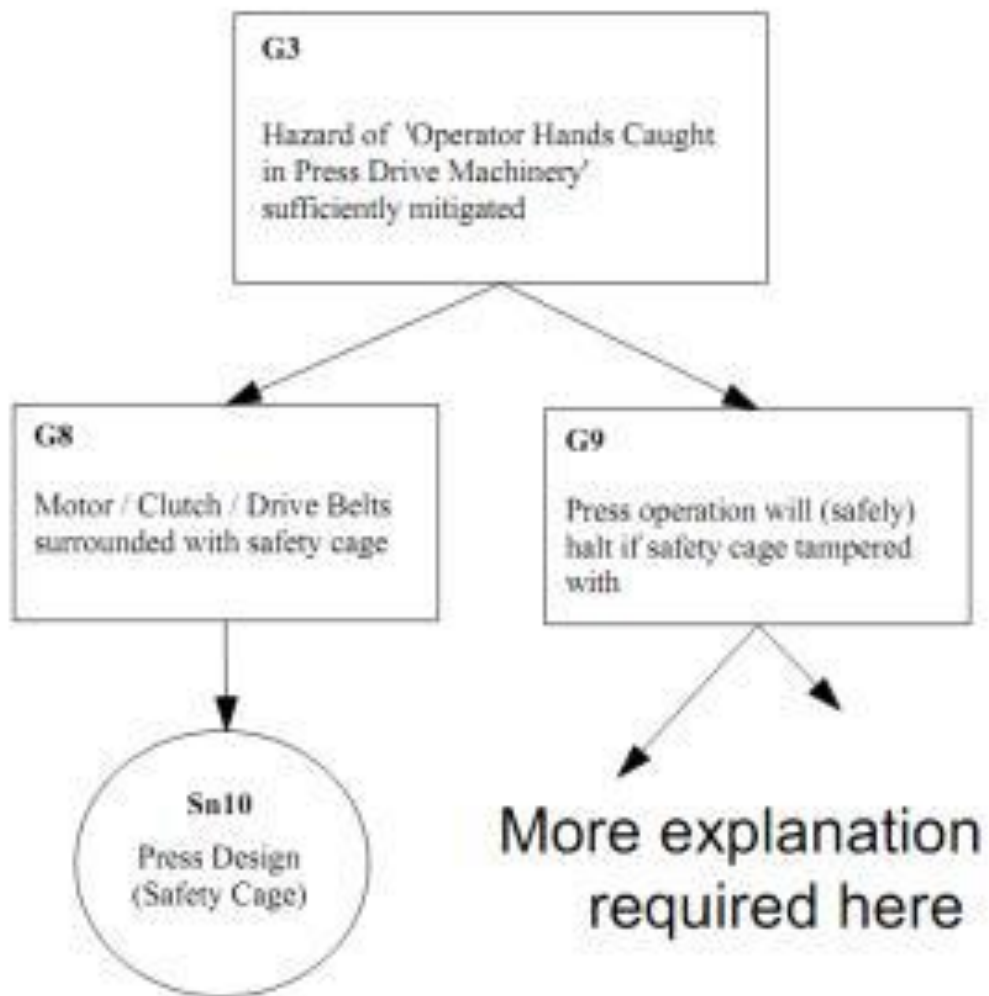 G3
Hazard of 'Operator Hands Caught
in Press Drive Machinery'
sufficiently mitigated
G8
Motor / Clutch / Drive Belts
surrounded with safety cage
G9
Press operation will (safely)
halt if safety cage tampered
with
Sn10
Press Design
(Safety Cage)
More explanation
required here